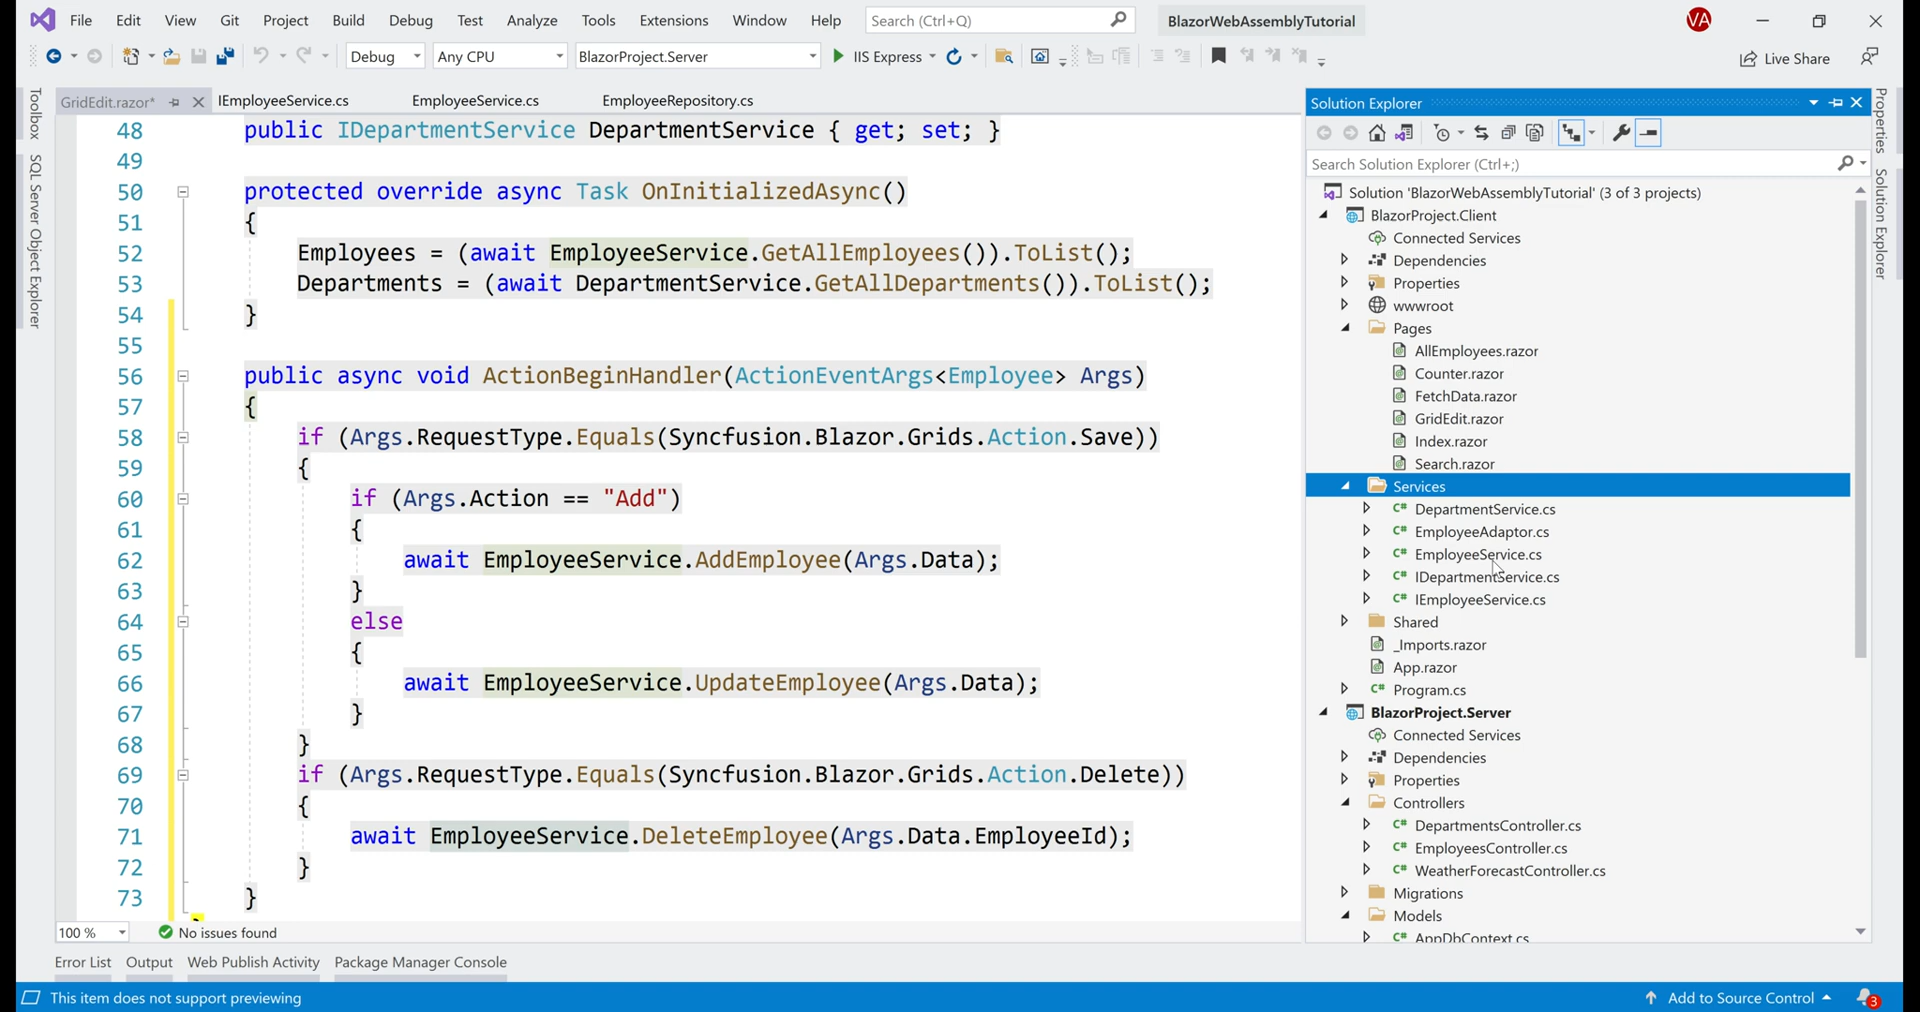 File Edit View Git Project Build Debug Test Analyze Tools Extensions Window Help Search (Ctrl+Q) BlazorWebAssemblyTutorial VA
Debug Any CPU BlazorProject.Server IIS Express Live Share
Toolbox
SQL Server Object Explorer
GridEdit.razor* IEmployeeService.cs EmployeeService.cs EmployeeRepository.cs
48 public IDepartmentService DepartmentService { get; set; }
49
50 protected override async Task OnInitializedAsync()
51 {
52 Employees = (await EmployeeService.GetAllEmployees()).ToList();
53 Departments = (await DepartmentService.GetAllDepartments()).ToList();
54 }
55
56 public async void ActionBeginHandler(ActionEventArgs<Employee> Args)
57 {
58 if (Args.RequestType.Equals(Syncfusion.Blazor.Grids.Action.Save))
59 {
60 if (Args.Action == "Add")
61 {
62 await EmployeeService.AddEmployee(Args.Data);
63 }
64 else
65 {
66 await EmployeeService.UpdateEmployee(Args.Data);
67 }
68 }
69 if (Args.RequestType.Equals(Syncfusion.Blazor.Grids.Action.Delete))
70 {
71 await EmployeeService.DeleteEmployee(Args.Data.EmployeeId);
72 }
73 }
100 % No issues found
Solution Explorer
Search Solution Explorer (Ctrl+;)
Solution 'BlazorWebAssemblyTutorial' (3 of 3 projects)
BlazorProject.Client
Connected Services
Dependencies
Properties
wwwroot
Pages
AllEmployees.razor
Counter.razor
FetchData.razor
GridEdit.razor
Index.razor
Search.razor
Services
C# DepartmentService.cs
C# EmployeeAdaptor.cs
C# EmployeeService.cs
C# IDepartmentService.cs
C# IEmployeeService.cs
Shared
_Imports.razor
App.razor
C# Program.cs
BlazorProject.Server
Connected Services
Dependencies
Properties
Controllers
C# DepartmentsController.cs
C# EmployeesController.cs
C# WeatherForecastController.cs
Migrations
Models
C# AppDbContext.cs
Properties
Solution Explorer
Error List Output Web Publish Activity Package Manager Console
This item does not support previewing Add to Source Control 3